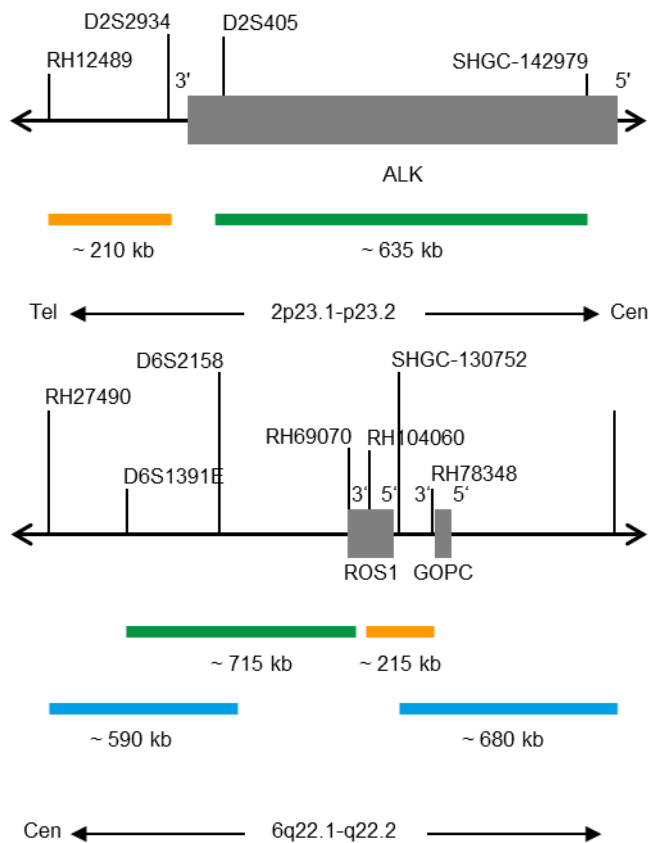 D2S2934
D2S405
RH12489
SHGC-142979
3'
5'
ALK
~ 210 kb
~ 635 kb
Tel
2p23.1-p23.2
Cen
D6S2158
SHGC-130752
RH27490
RH69070
RH104060
D6S1391E
RH78348
3‘
5‘
3‘
5‘
ROS1
GOPC
~ 715 kb
~ 215 kb
~ 590 kb
~ 680 kb
Cen
6q22.1-q22.2